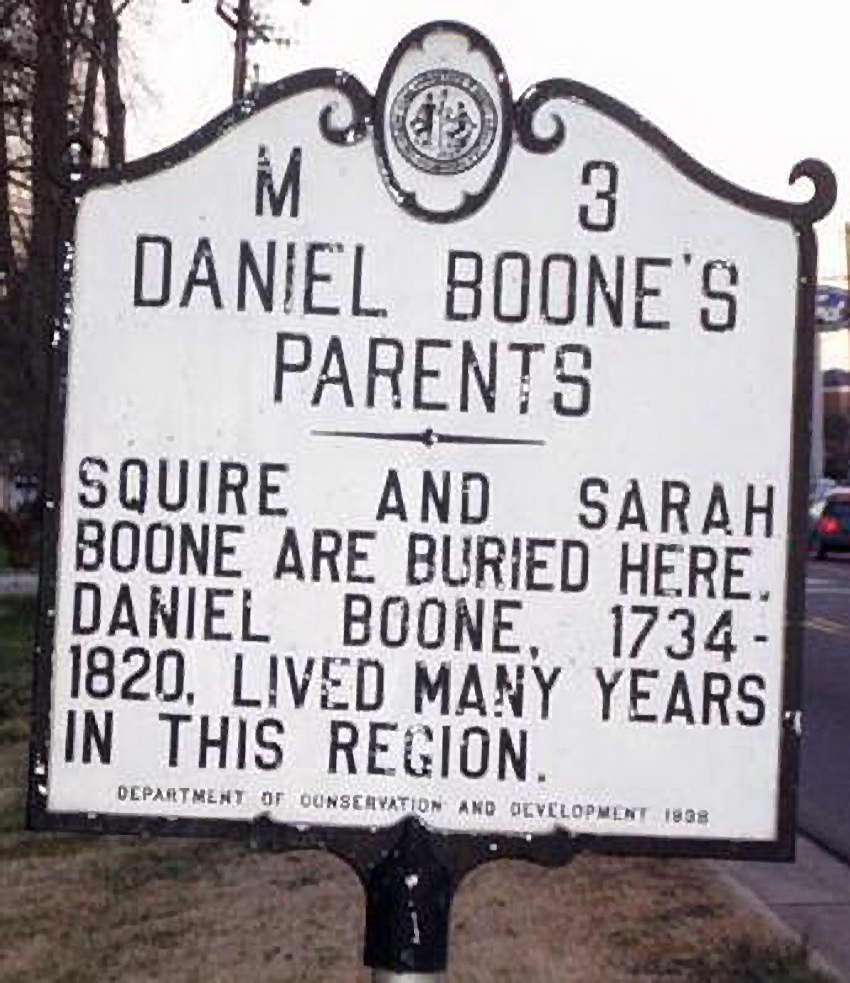 M 3
DANIEL BOONE'S
PARENTS
SQUIRE AND SARAH
BOONE ARE BURIED HERE.
DANIEL BOONE, 1734-
1820, LIVED MANY YEARS
IN THIS REGION.
DEPARTMENT OF CONSERVATION AND DEVELOPMENT 1938
Ford